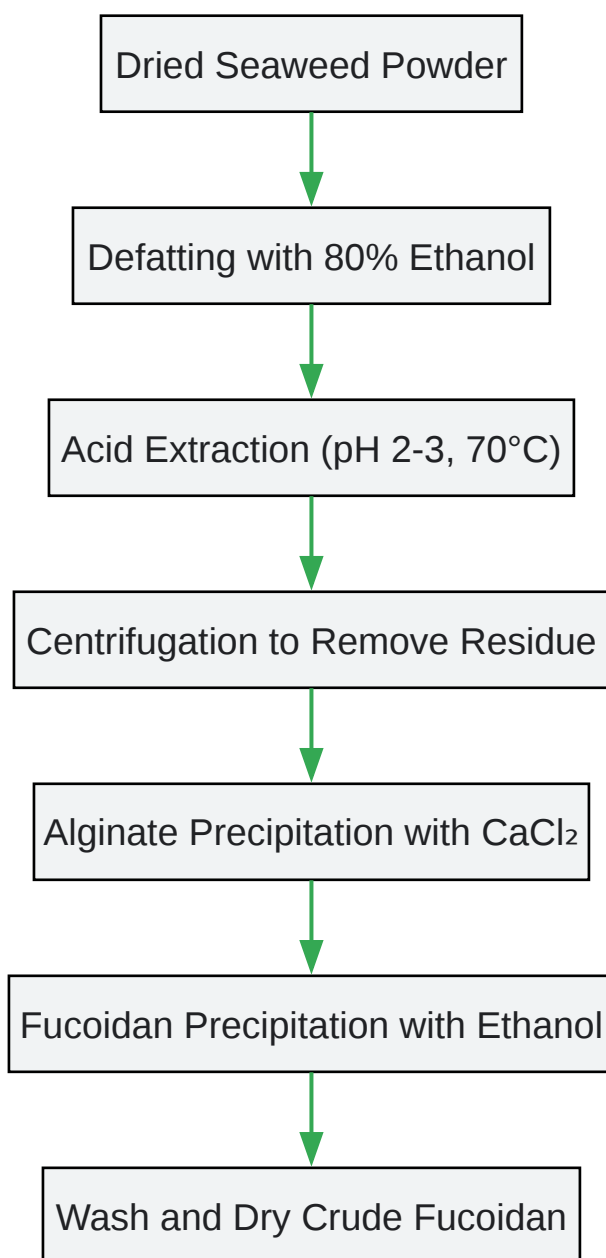 Dried Seaweed Powder
Defatting with 80% Ethanol
Acid Extraction (pH 2-3, 70°C)
Centrifugation to Remove Residue
Alginate Precipitation with CaCl₂
Fucoidan Precipitation with Ethanol
Wash and Dry Crude Fucoidan